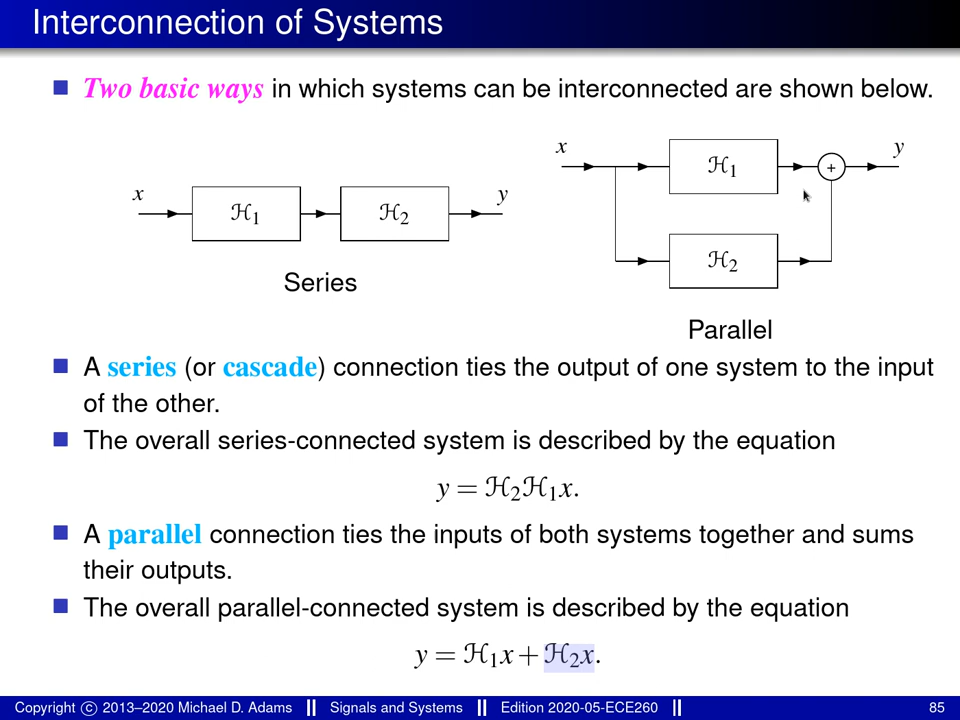 Interconnection of Systems
Two basic ways in which systems can be interconnected are shown below.
x ℋ₁ ℋ₂ y
Series
x ℋ₁ + y
ℋ₂
Parallel
A series (or cascade) connection ties the output of one system to the input
of the other.
The overall series-connected system is described by the equation
y = ℋ₂ℋ₁x.
A parallel connection ties the inputs of both systems together and sums
their outputs.
The overall parallel-connected system is described by the equation
y = ℋ₁x + ℋ₂x.
Copyright © 2013–2020 Michael D. Adams Signals and Systems Edition 2020-05-ECE260 85